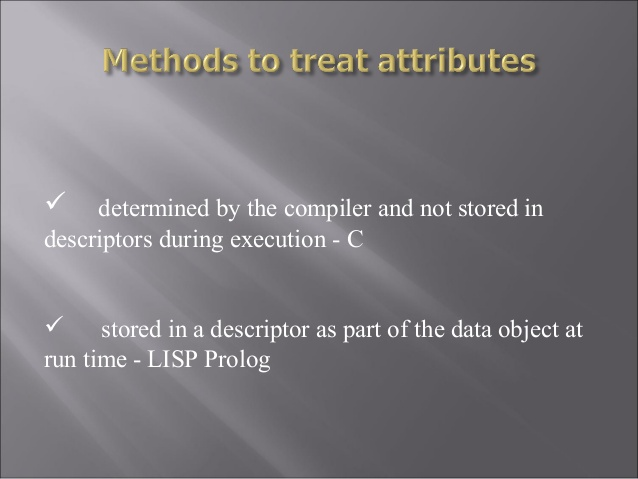 Methods to treat attributes
✓ determined by the compiler and not stored in
descriptors during execution - C
✓ stored in a descriptor as part of the data object at
run time - LISP Prolog